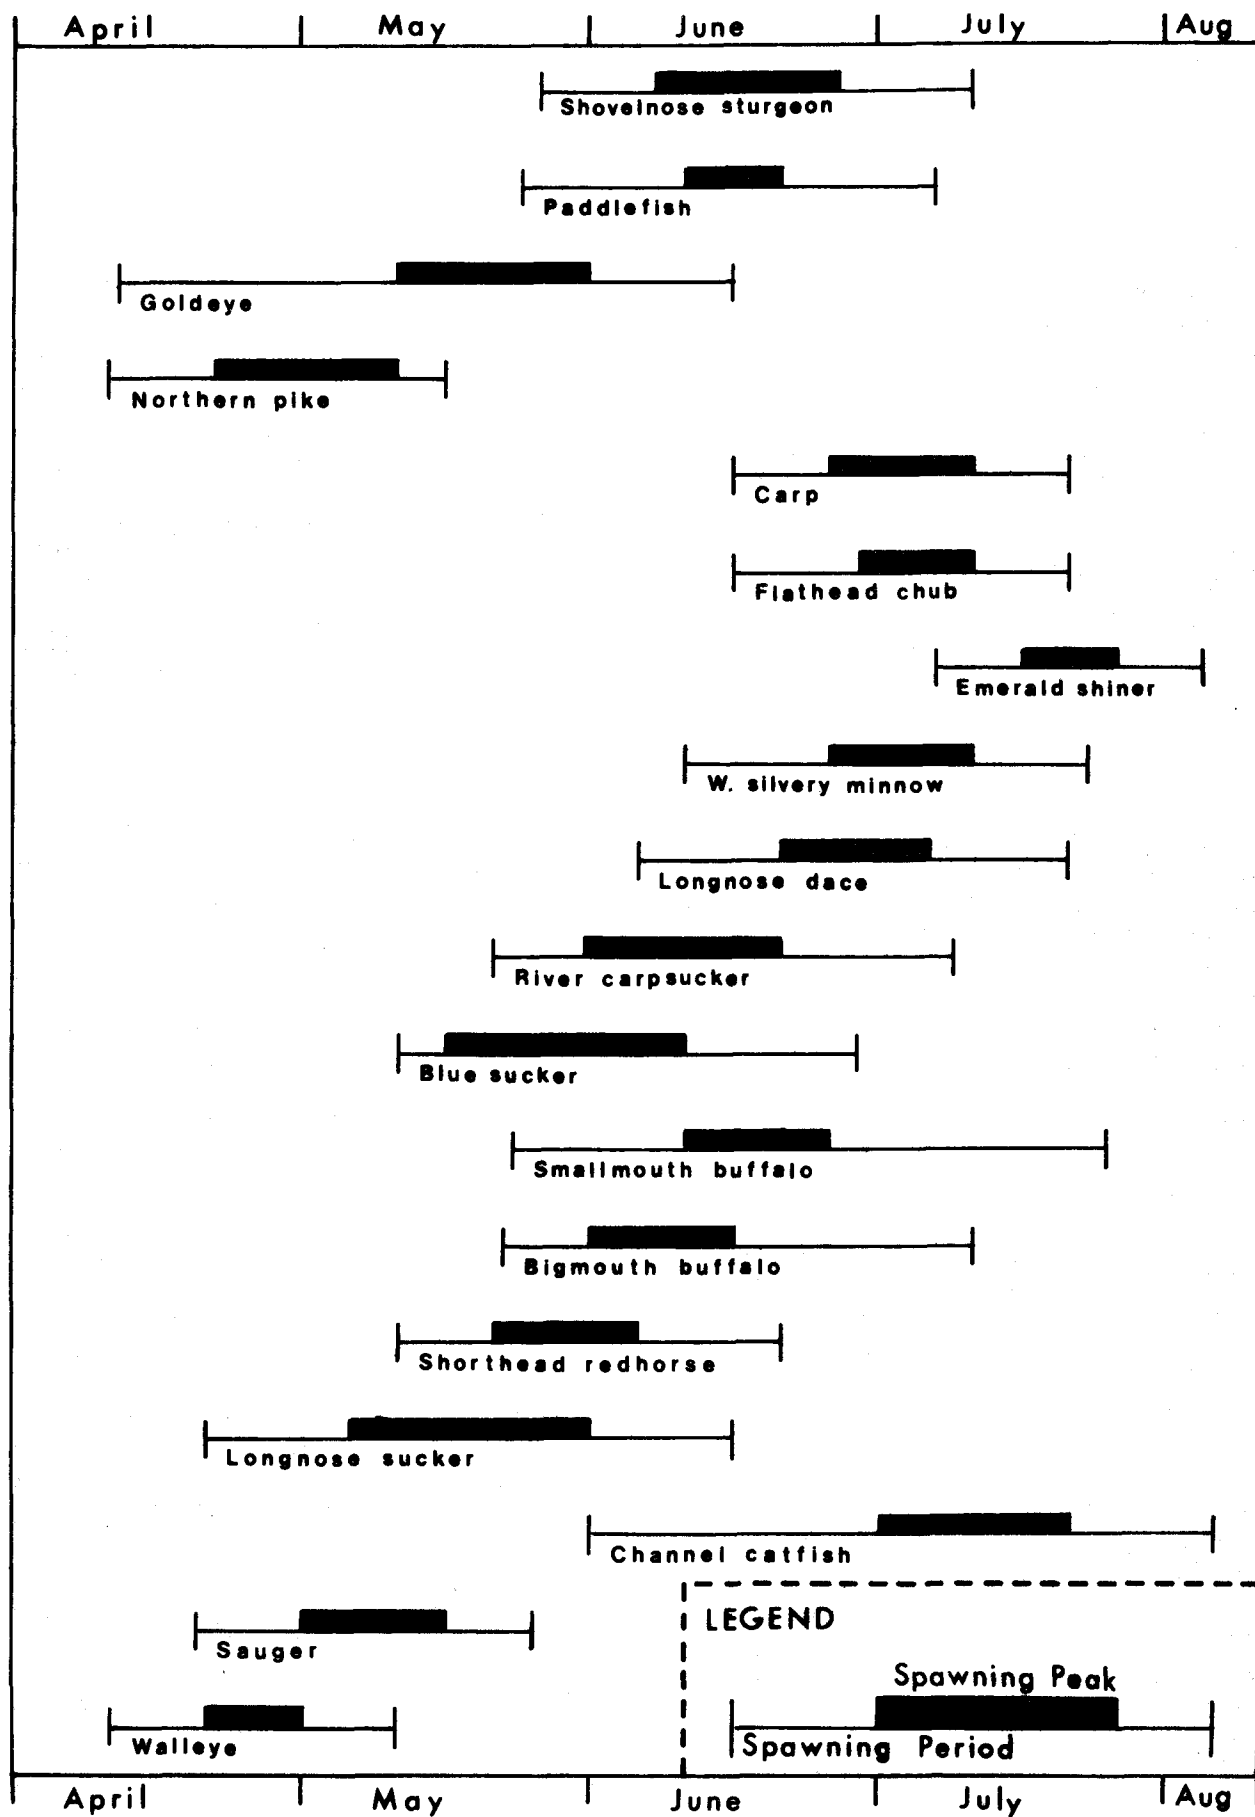 April May June July Aug
Shovelnose sturgeon
Paddlefish
Goldeye
Northern pike
Carp
Flathead chub
Emerald shiner
W. silvery minnow
Longnose dace
River carpsucker
Blue sucker
Smallmouth buffalo
Bigmouth buffalo
Shorthead redhorse
Longnose sucker
Channel catfish
Sauger
Walleye
LEGEND
Spawning Peak
Spawning Period
April May June July Aug